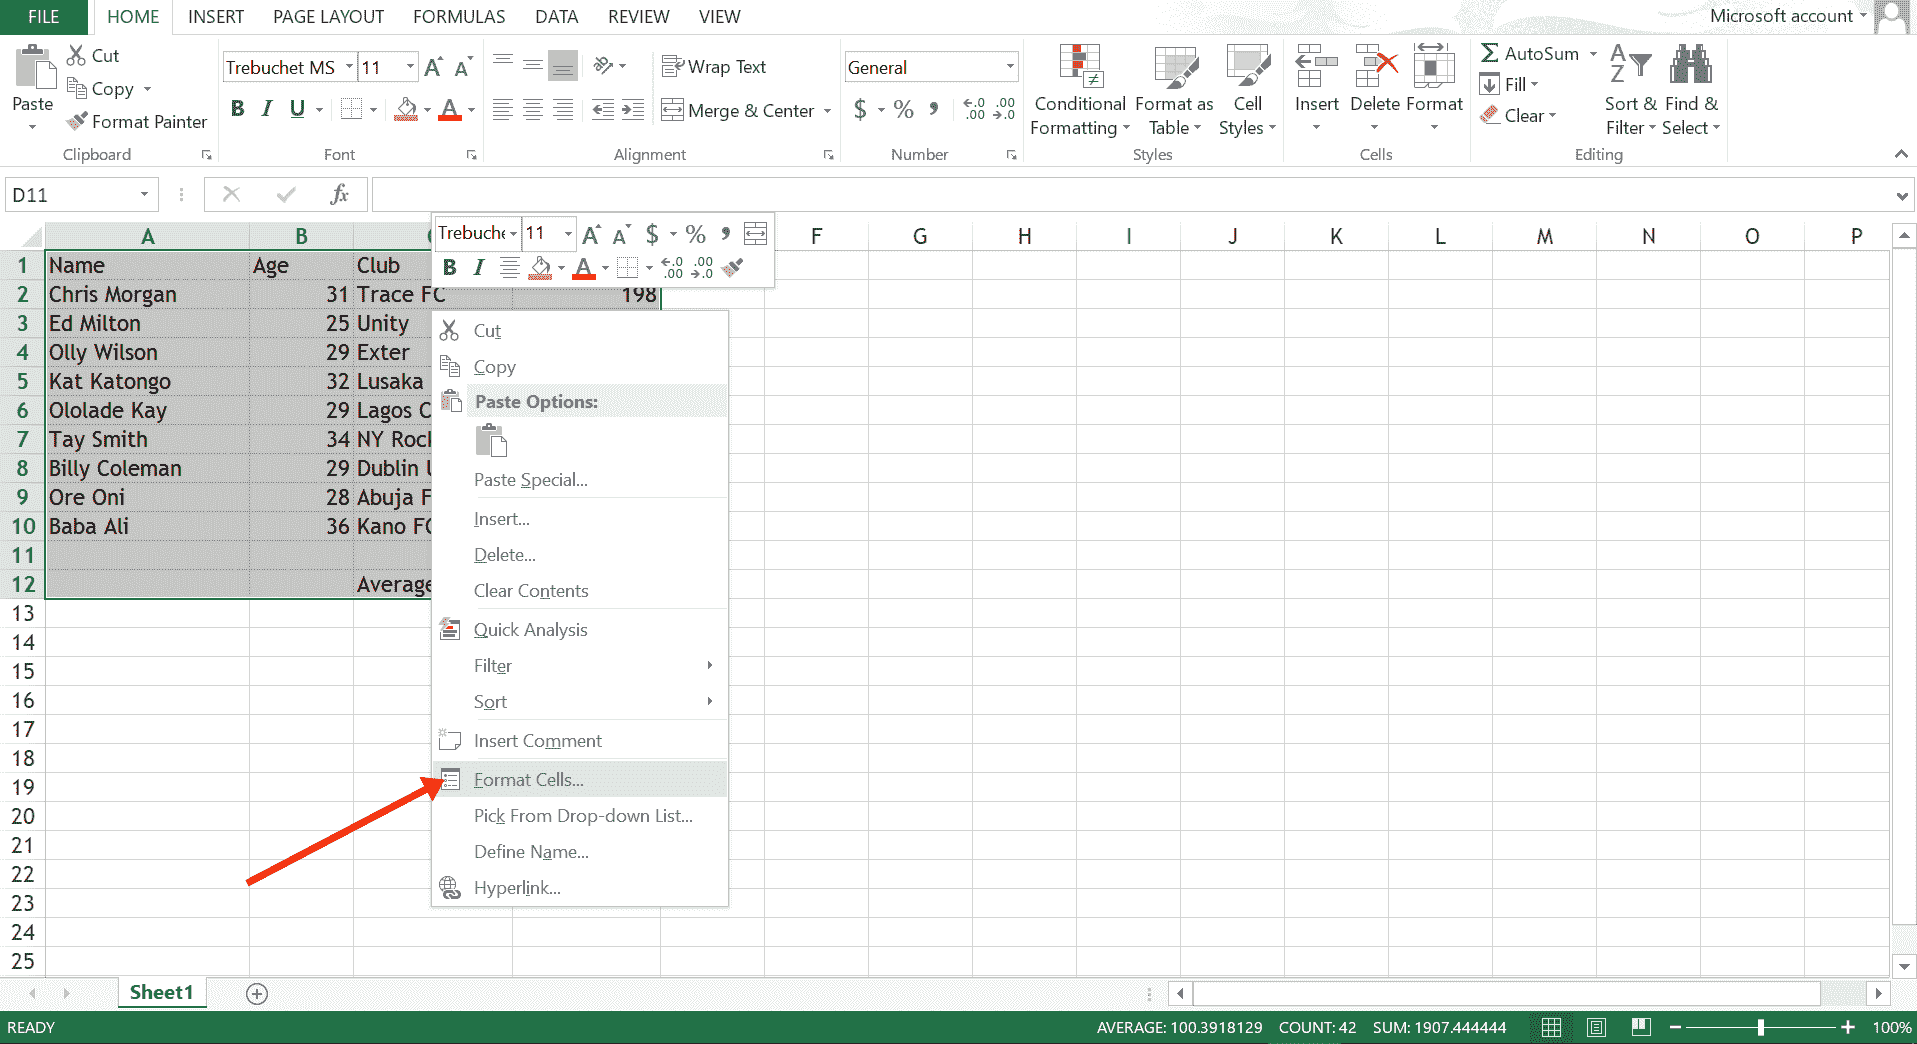 FILE HOME INSERT PAGE LAYOUT FORMULAS DATA REVIEW VIEW Microsoft account
Paste
Cut
Copy
Format Painter
Clipboard
Trebuchet MS 11
B I U
Font
Wrap Text
Merge & Center
Alignment
General
$ % ,
Number
Conditional Formatting
Format as Table
Cell Styles
Styles
Insert Delete Format
Cells
AutoSum
Fill
Clear
Sort & Filter
Find & Select
Editing
D11 fx
Trebuche 11 A A $ % ,
B I A
A B F G H I J K L M N O P
1 Name Age Club
2 Chris Morgan 31 Trace FC 198
3 Ed Milton 25 Unity
4 Olly Wilson 29 Exter
5 Kat Katongo 32 Lusaka
6 Ololade Kay 29 Lagos C
7 Tay Smith 34 NY Rock
8 Billy Coleman 29 Dublin U
9 Ore Oni 28 Abuja F
10 Baba Ali 36 Kano FC
11
12 Average
13
14
15
16
17
18
19
20
21
22
23
24
25
Cut
Copy
Paste Options:
Paste Special...
Insert...
Delete...
Clear Contents
Quick Analysis
Filter
Sort
Insert Comment
Format Cells...
Pick From Drop-down List...
Define Name...
Hyperlink...
Sheet1
READY AVERAGE: 100.3918129 COUNT: 42 SUM: 1907.444444 100%